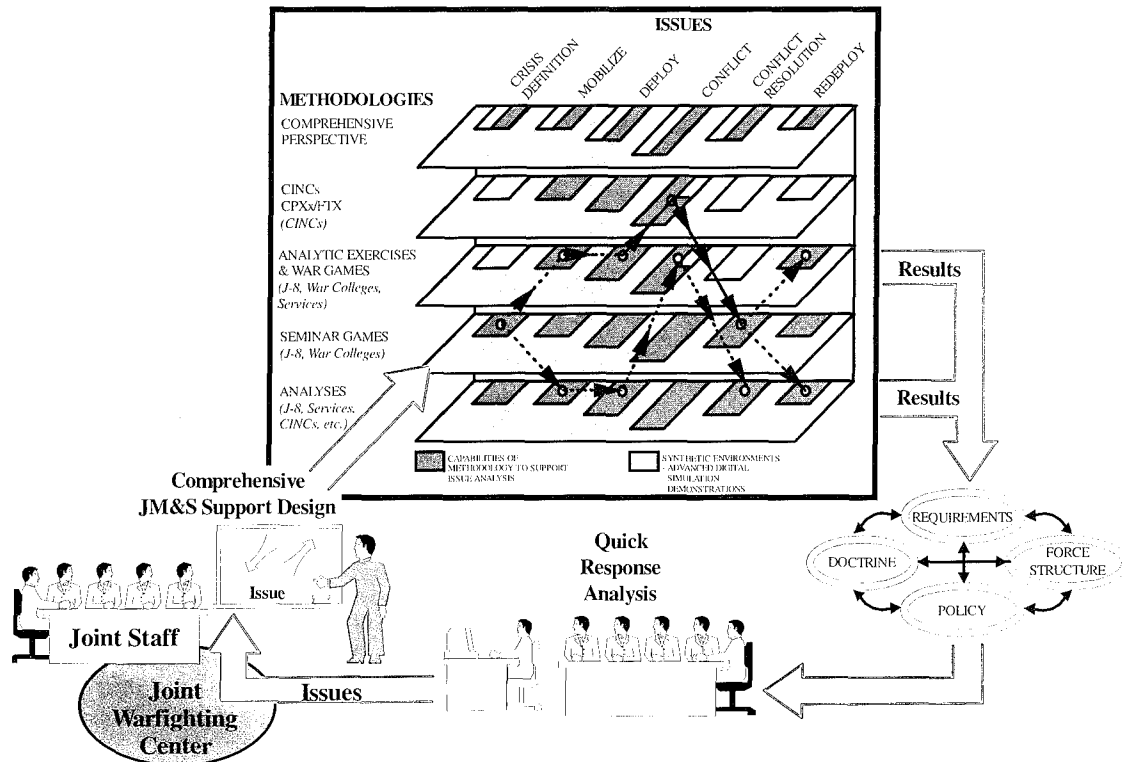 ISSUES
CRISIS
DEFINITION
MOBILIZE
DEPLOY
CONFLICT
CONFLICT
RESOLUTION
REDEPLOY
METHODOLOGIES
COMPREHENSIVE
PERSPECTIVE
CINCs
CPXx/FTX
(CINCs)
ANALYTIC EXERCISES
& WAR GAMES
(J-8, War Colleges,
Services)
SEMINAR GAMES
(J-8, War Colleges)
ANALYSES
(J-8, Services,
CINCs, etc.)
CAPABILITIES OF
METHODOLOGY TO SUPPORT
ISSUE ANALYSIS
SYNTHETIC ENVIRONMENTS
- ADVANCED DIGITAL
SIMULATION
DEMONSTRATIONS
Results
Results
Comprehensive
JM&S Support Design
Issue
Joint Staff
Joint
Warfighting
Center
Issues
Quick
Response
Analysis
REQUIREMENTS
DOCTRINE
FORCE
STRUCTURE
POLICY